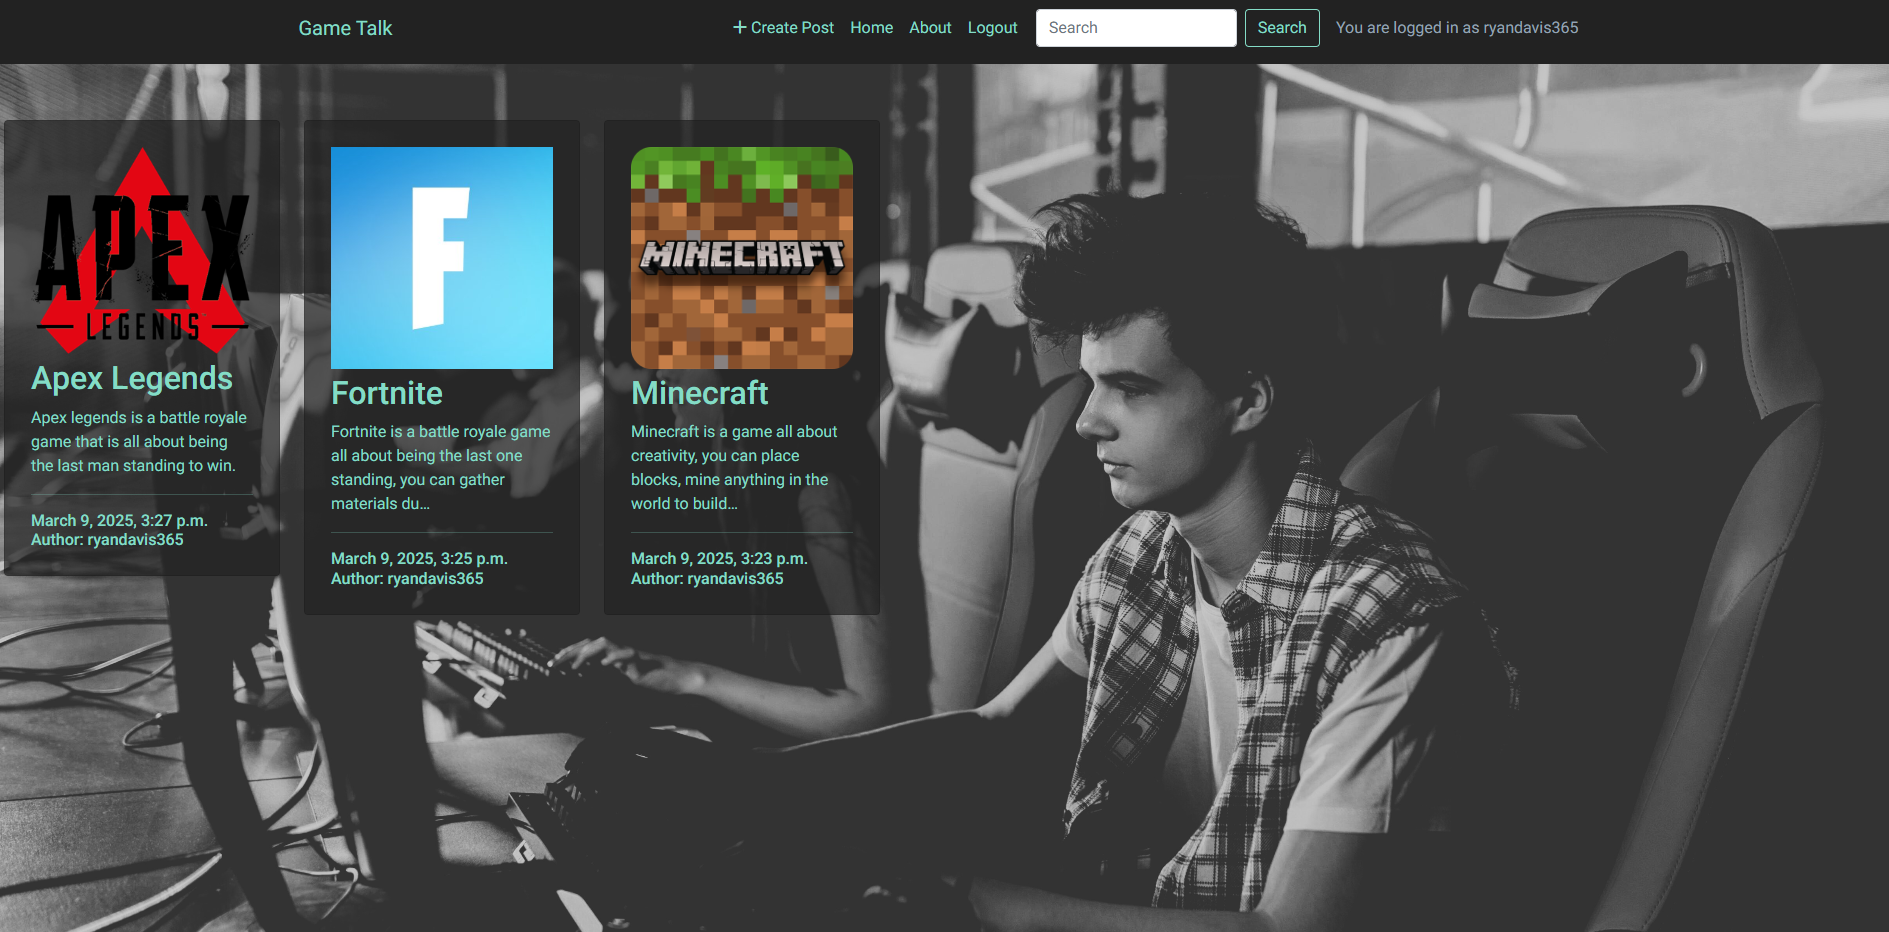 Game Talk
+ Create Post Home About Logout Search Search You are logged in as ryandavis365
APEX
LEGENDS
Apex Legends
Apex legends is a battle royale
game that is all about being
the last man standing to win.
March 9, 2025, 3:27 p.m.
Author: ryandavis365
F
Fortnite
Fortnite is a battle royale game
all about being the last one
standing, you can gather
materials du...
March 9, 2025, 3:25 p.m.
Author: ryandavis365
MINECRAFT
Minecraft
Minecraft is a game all about
creativity, you can place
blocks, mine anything in the
world to build...
March 9, 2025, 3:23 p.m.
Author: ryandavis365